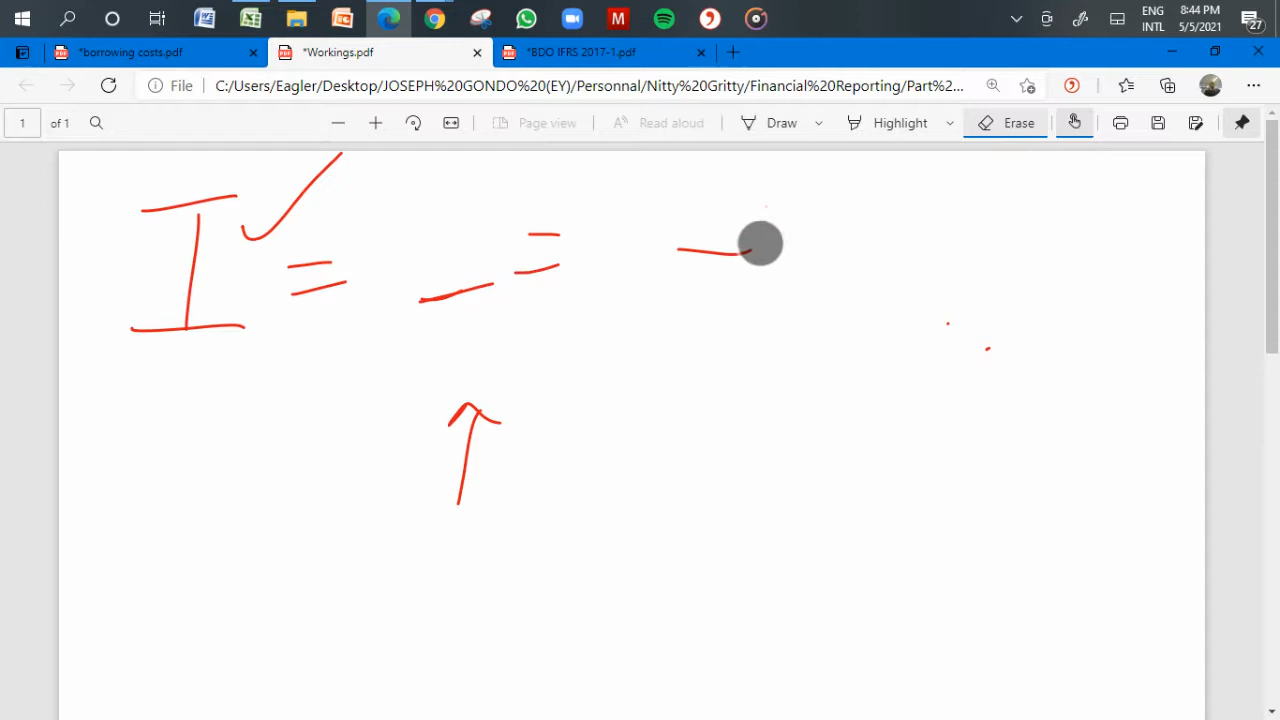 8:44 PM
ENG
INTL
5/5/2021
27
*borrowing costs.pdf
*Workings.pdf
*BDO IFRS 2017-1.pdf
File
C:/Users/Eagler/Desktop/JOSEPH%20GONDO%20(EY)/Personnal/Nitty%20Gritty/Financial%20Reporting/Part%2...
1 of 1
Page view
Read aloud
Draw
Highlight
Erase
I = =